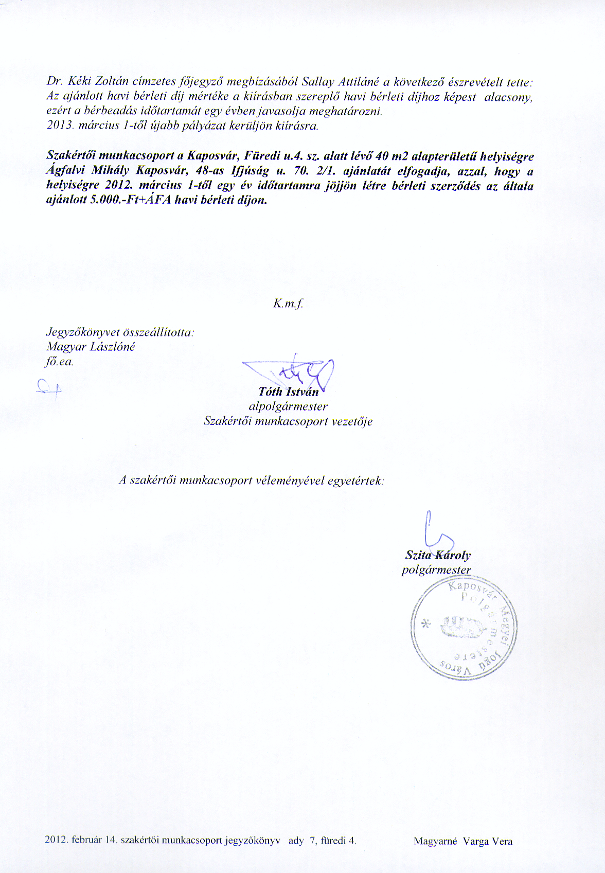 Dr. Kéki Zoltán címzetes főjegyző megbízásából Sallay Attiláné a következő észrevételt tette:
Az ajánlott havi bérleti díj mértéke a kiírásban szereplő havi bérleti díjhoz képest alacsony,
ezért a bérbeadás időtartamát egy évben javasolja meghatározni.
2013. március 1-től újabb pályázat kerüljön kiírásra.
Szakértői munkacsoport a Kaposvár, Füredi u.4. sz. alatt lévő 40 m2 alapterületű helyiségre
Ágfalvi Mihály Kaposvár, 48-as Ifjúság u. 70. 2/1. ajánlatát elfogadja, azzal, hogy a
helyiségre 2012. március 1-től egy év időtartamra jöjjön létre bérleti szerződés az általa
ajánlott 5.000.-Ft+ÁFA havi bérleti díjon.
K.m.f.
Jegyzőkönyvet összeállította:
Magyar Lászlóné
fő.ea.
Tóth István
alpolgármester
Szakértői munkacsoport vezetője
A szakértői munkacsoport véleményével egyetértek:
Szita Károly
polgármester
Kaposvár Megyei Jogú Város
Polgármestere
2012. február 14. szakértői munkacsoport jegyzőkönyv ady 7, füredi 4. Magyarné Varga Vera